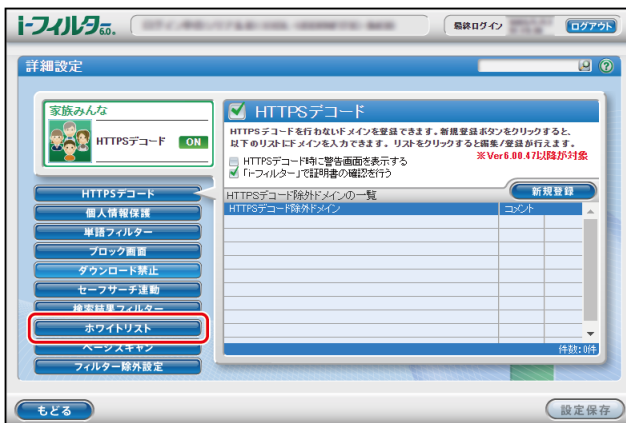 i-フィルター6.0.
最終ログイン
ログアウト
詳細設定
家族みんな
HTTPSデコード ON
HTTPSデコード
個人情報保護
単語フィルター
ブロック画面
ダウンロード禁止
セーフサーチ連動
検索結果フィルター
ホワイトリスト
ページスキャン
フィルター除外設定
HTTPSデコード
HTTPSデコードを行わないドメインを登録できます。新規登録ボタンをクリックすると、
以下のリストにドメインを入力できます。リストをクリックすると編集/登録が行えます。
HTTPSデコード時に警告画面を表示する
※Ver6.00.47以降が対象
「i-フィルター」で証明書の確認を行う
HTTPSデコード除外ドメインの一覧
新規登録
HTTPSデコード除外ドメイン コメント
件数:0件
もどる
設定保存